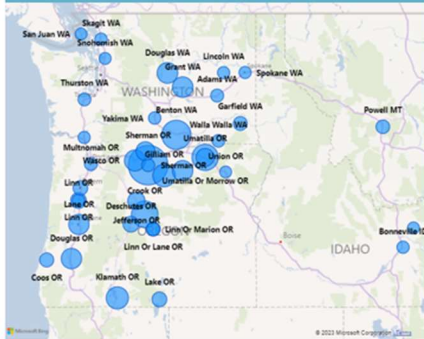 Skagit WA
San Juan WA
Snohomish WA
Douglas WA
Lincoln WA
Grant WA
Spokane WA
Adams WA
Thurston WA
WASHINGTON
Garfield WA
Benton WA
Yakima WA
Walla Walla WA
Powell MT
Sherman OR
Umatilla OR
Multnomah OR
Gilliam OR
Union OR
Wasco OR
Sherman OR
Umatilla Or Morrow OR
Linn OR
Crook OR
Lane OR
Deschutes OR
Linn OR
Jefferson OR
Linn Or Marion OR
Bonneville ID
Douglas OR
Linn Or Lane OR
Boise
IDAHO
Coos OR
Klamath OR
Lake OR
Microsoft Bing
© 2023 Microsoft Corporation